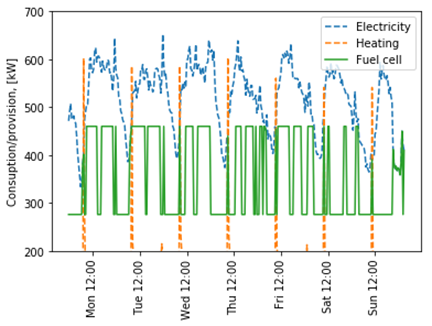 700
600
500
400
300
200
Consuption/provision, [kW]
Electricity
Heating
Fuel cell
Mon 12:00
Tue 12:00
Wed 12:00
Thu 12:00
Fri 12:00
Sat 12:00
Sun 12:00